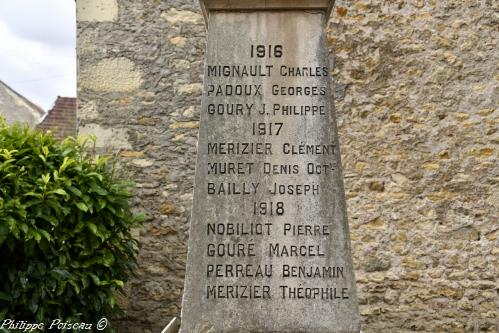 1916
MIGNAULT CHARLES
PADOUX GEORGES
GOURY J. PHILIPPE
1917
MERIZIER CLÉMENT
MURET DENIS OCT.
BAILLY JOSEPH
1918
NOBILIOT PIERRE
GOURE MARCEL
PERREAU BENJAMIN
MERIZIER THÉOPHILE
Philippe Poiseau ©